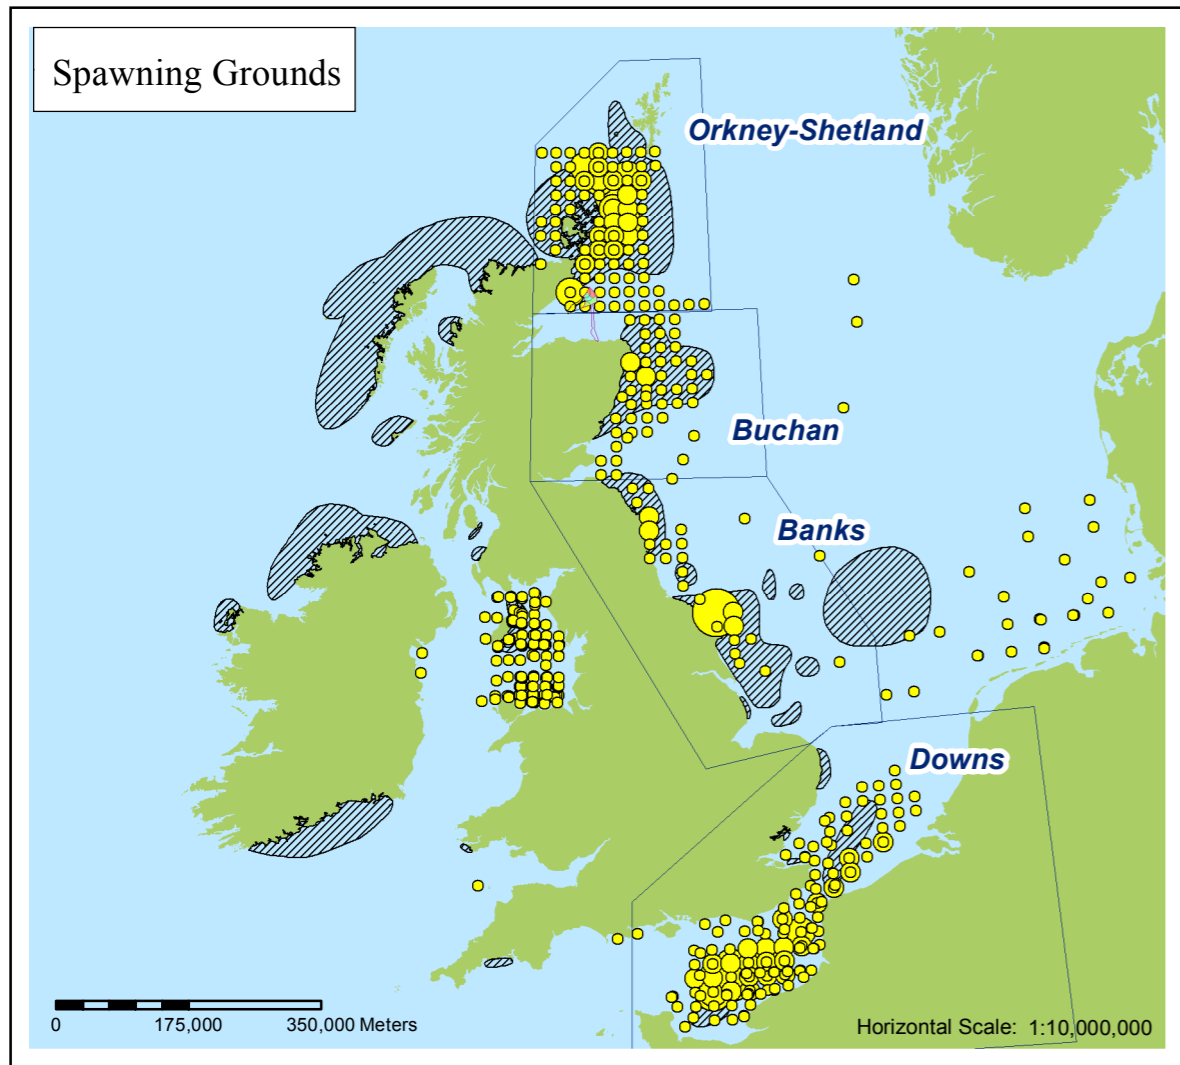 Spawning Grounds
Orkney-Shetland
Buchan
Banks
Downs
0 175,000 350,000 Meters
Horizontal Scale: 1:10,000,000